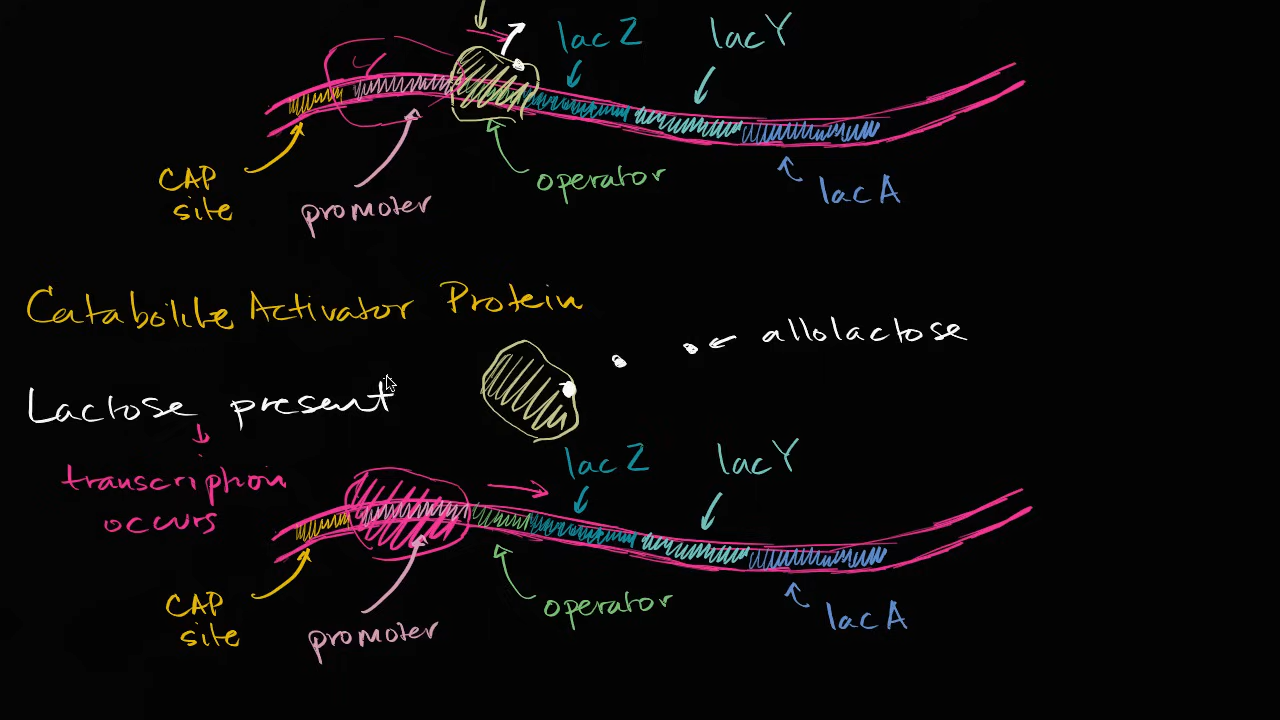 lac Z
lac Y
CAP
site
promoter
operator
lac A
Catabolite Activator Protein
allolactose
Lactose present
transcription
occurs
lac Z
lac Y
CAP
site
promoter
operator
lac A